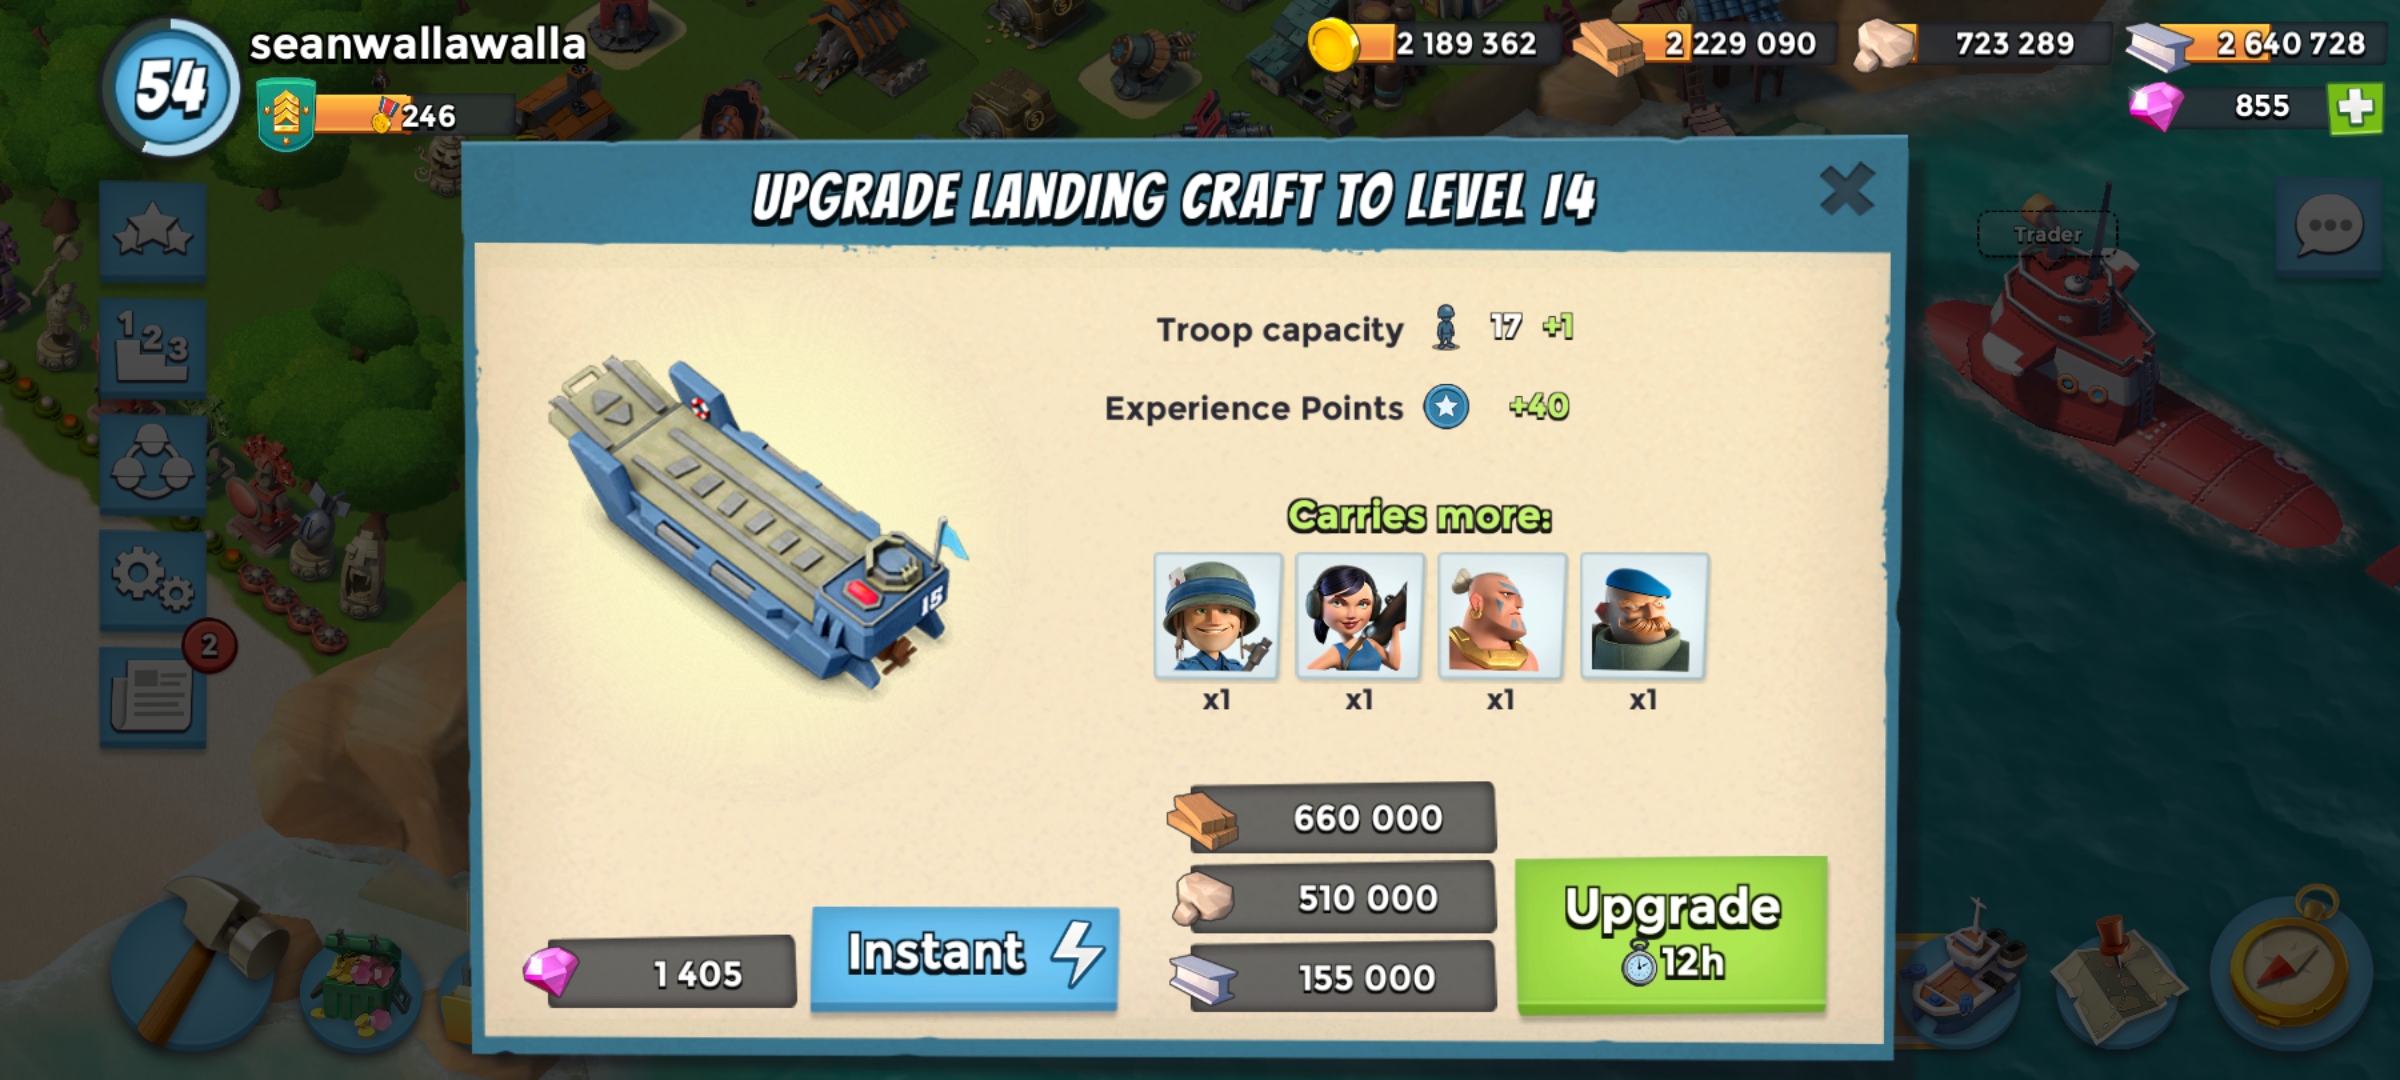 54
seanwallawalla
246
2 189 362
2 229 090
723 289
2 640 728
855
UPGRADE LANDING CRAFT TO LEVEL 14
Trader
123
Troop capacity 17 +1
Experience Points +40
Carries more:
15
x1 x1 x1 x1
2
660 000
510 000
155 000
1 405
Instant
Upgrade
12h